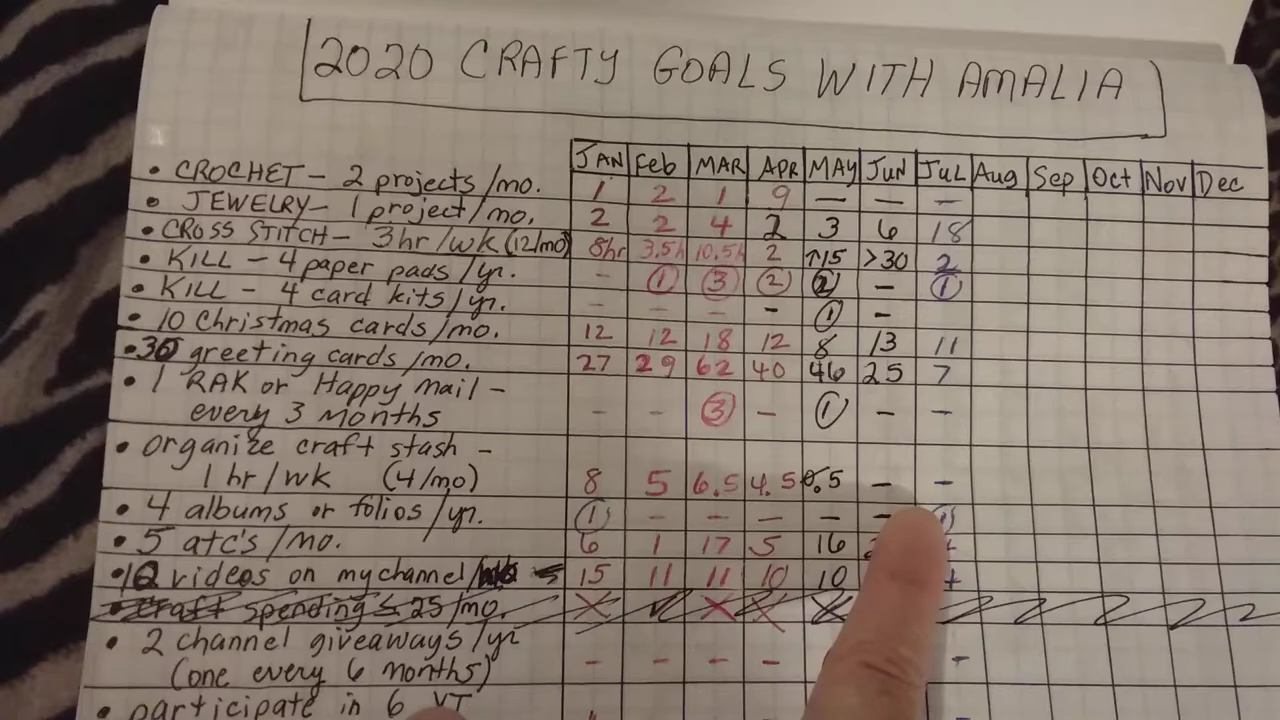 2020 CRAFTY GOALS WITH AMALIA
JAN Feb MAR APR MAY JUN JUL Aug Sep Oct Nov Dec
• CROCHET - 2 projects /mo. 1 2 1 9 — — —
• JEWELRY - 1 project/mo. 2 2 4 2 3 6 18
• CROSS STITCH - 3hr/wk (12/mo) 8hr 3.5h 10.5h 2 ↑15 >30 2
• KILL - 4 paper pads/yr. - 1 3 2 2 - 1
• KILL - 4 card kits/yr. - - 1
• 10 Christmas cards/mo. 12 12 18 12 8 13 11
• 30 greeting cards/mo. 27 29 62 40 46 25 7
• 1 RAK or Happy mail -
every 3 months - - 3 - 1 - -
• organize craft stash -
1 hr/wk (4/mo) 8 5 6.5 4.5 .5 - -
• 4 albums or folios/yr. 1 - - - - -
• 5 atc's/mo. 6 1 17 5 16
• 10 videos on my channel/ 15 11 11 10 10
• craft spending ≤ 25/mo.
• 2 channel giveaways/yr
(one every 6 months) - - - - -
• participate in 6 YT